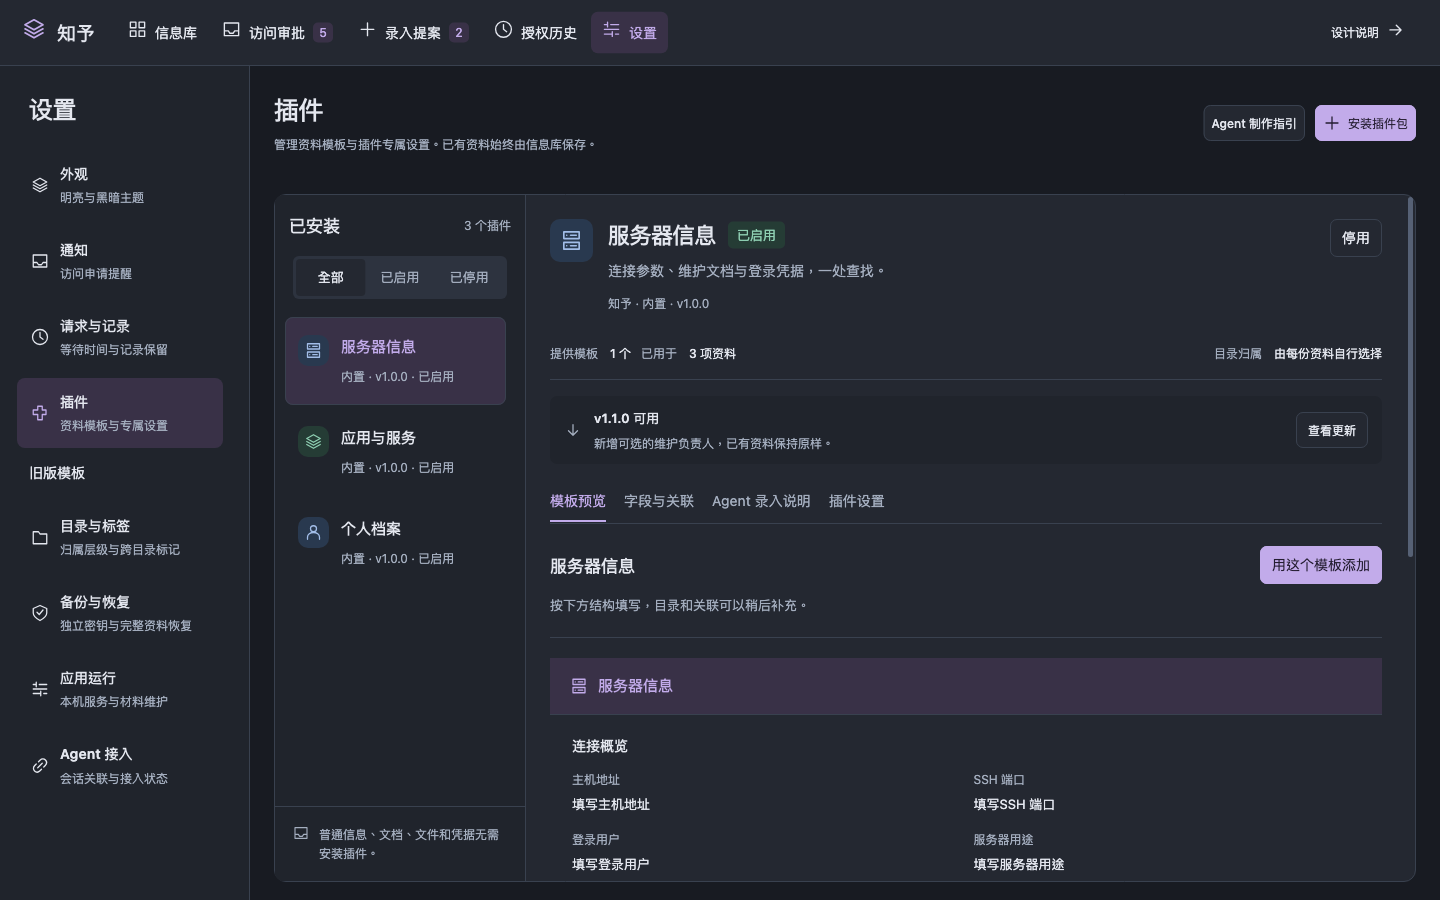 知予
信息库
访问审批 5
录入提案 2
授权历史
设置
设计说明
设置
外观
明亮与黑暗主题
通知
访问申请提醒
请求与记录
等待时间与记录保留
插件
资料模板与专属设置
旧版模板
目录与标签
归属层级与跨目录标记
备份与恢复
独立密钥与完整资料恢复
应用运行
本机服务与材料维护
Agent 接入
会话关联与接入状态
插件
管理资料模板与插件专属设置。已有资料始终由信息库保存。
Agent 制作指引
安装插件包
已安装
3 个插件
全部
已启用
已停用
服务器信息
内置 · v1.0.0 · 已启用
应用与服务
内置 · v1.0.0 · 已启用
个人档案
内置 · v1.0.0 · 已启用
普通信息、文档、文件和凭据无需
安装插件。
服务器信息
已启用
停用
连接参数、维护文档与登录凭据，一处查找。
知予 · 内置 · v1.0.0
提供模板 1 个 已用于 3 项资料
目录归属 由每份资料自行选择
v1.1.0 可用
新增可选的维护负责人，已有资料保持原样。
查看更新
模板预览
字段与关联
Agent 录入说明
插件设置
服务器信息
用这个模板添加
按下方结构填写，目录和关联可以稍后补充。
服务器信息
连接概览
主机地址
填写主机地址
SSH 端口
填写SSH 端口
登录用户
填写登录用户
服务器用途
填写服务器用途